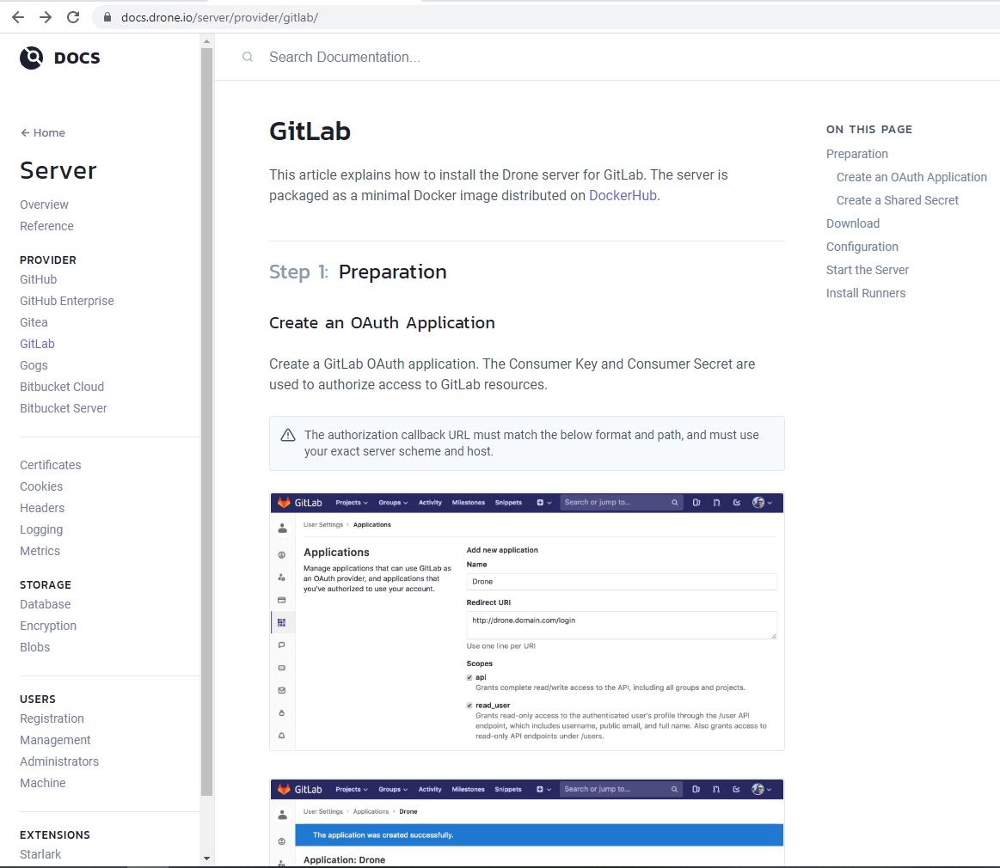 docs.drone.io/server/provider/gitlab/
DOCS
Search Documentation...
← Home
Server
Overview
Reference
PROVIDER
GitHub
GitHub Enterprise
Gitea
GitLab
Gogs
Bitbucket Cloud
Bitbucket Server
Certificates
Cookies
Headers
Logging
Metrics
STORAGE
Database
Encryption
Blobs
USERS
Registration
Management
Administrators
Machine
EXTENSIONS
Starlark
GitLab
This article explains how to install the Drone server for GitLab. The server is
packaged as a minimal Docker image distributed on DockerHub.
Step 1: Preparation
Create an OAuth Application
Create a GitLab OAuth application. The Consumer Key and Consumer Secret are
used to authorize access to GitLab resources.
The authorization callback URL must match the below format and path, and must use
your exact server scheme and host.
GitLab Projects Groups Activity Milestones Snippets Search or jump to...
User Settings › Applications
Applications
Manage applications that can use GitLab as
an OAuth provider, and applications that
you've authorized to use your account.
Add new application
Name
Drone
Redirect URI
http://drone.domain.com/login
Use one line per URI
Scopes
api
Grants complete read/write access to the API, including all groups and projects.
read_user
Grants read-only access to the authenticated user's profile through the /user API
endpoint, which includes username, public email, and full name. Also grants access to
read-only API endpoints under /users.
GitLab Projects Groups Activity Milestones Snippets Search or jump to...
User Settings › Applications › Drone
The application was created successfully.
Application: Drone
ON THIS PAGE
Preparation
Create an OAuth Application
Create a Shared Secret
Download
Configuration
Start the Server
Install Runners